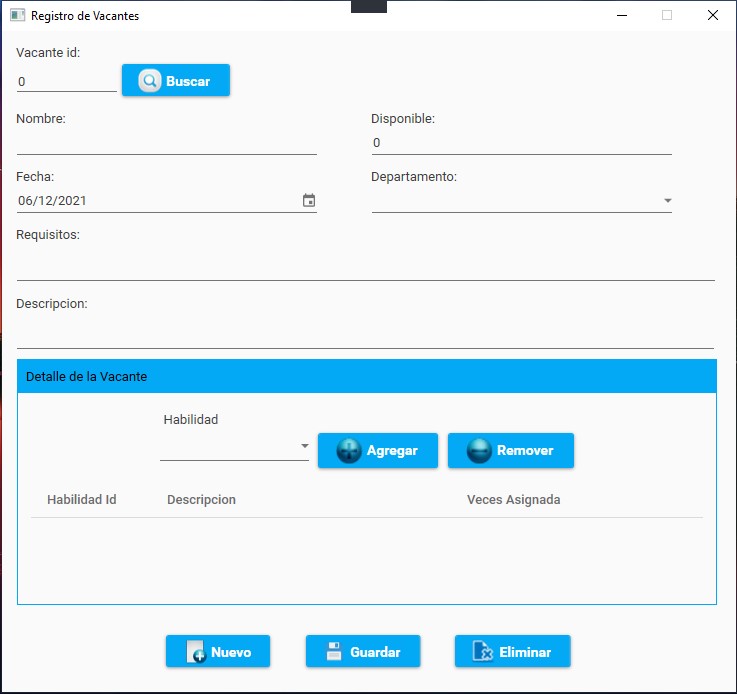 Registro de Vacantes
Vacante id:
0 Buscar
Nombre: Disponible:
0
Fecha: Departamento:
06/12/2021
Requisitos:
Descripcion:
Detalle de la Vacante
Habilidad
Agregar Remover
Habilidad Id Descripcion Veces Asignada
Nuevo Guardar Eliminar